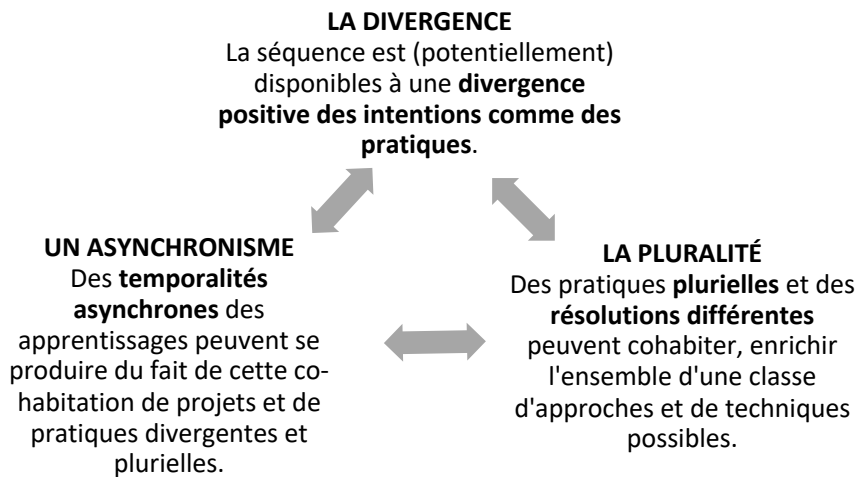 LA DIVERGENCE
La séquence est (potentiellement)
disponibles à une divergence
positive des intentions comme des
pratiques.
UN ASYNCHRONISME
Des temporalités
asynchrones des
apprentissages peuvent se
produire du fait de cette co-
habitation de projets et de
pratiques divergentes et
plurielles.
LA PLURALITÉ
Des pratiques plurielles et des
résolutions différentes
peuvent cohabiter, enrichir
l'ensemble d'une classe
d'approches et de techniques
possibles.